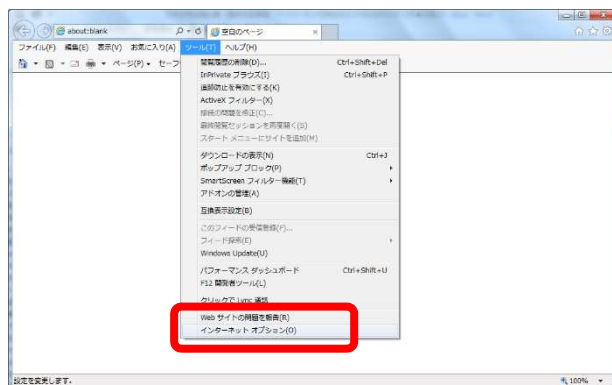 about:blank
空白のページ
ファイル(F) 編集(E) 表示(V) お気に入り(A) ツール(T) ヘルプ(H)
ページ(P) セーフ
閲覧履歴の削除(D)... Ctrl+Shift+Del
InPrivate ブラウズ(I) Ctrl+Shift+P
追跡防止を有効にする(K)
ActiveX フィルター(X)
接続の問題を修正(C)...
最終閲覧セッションを再度開く(S)
スタート メニューにサイトを追加(M)
ダウンロードの表示(N) Ctrl+J
ポップアップ ブロック(P)
SmartScreen フィルター機能(T)
アドオンの管理(A)
互換表示設定(B)
このフィードの受信登録(F)...
フィード探索(E)
Windows Update(U)
パフォーマンス ダッシュボード Ctrl+Shift+U
F12 開発者ツール(L)
クリックで Lync 通話
Web サイトの問題を報告(R)
インターネット オプション(O)
設定を変更します。 100%